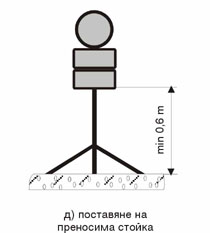 min 0,6 m
д) поставяне на
преносима стойка